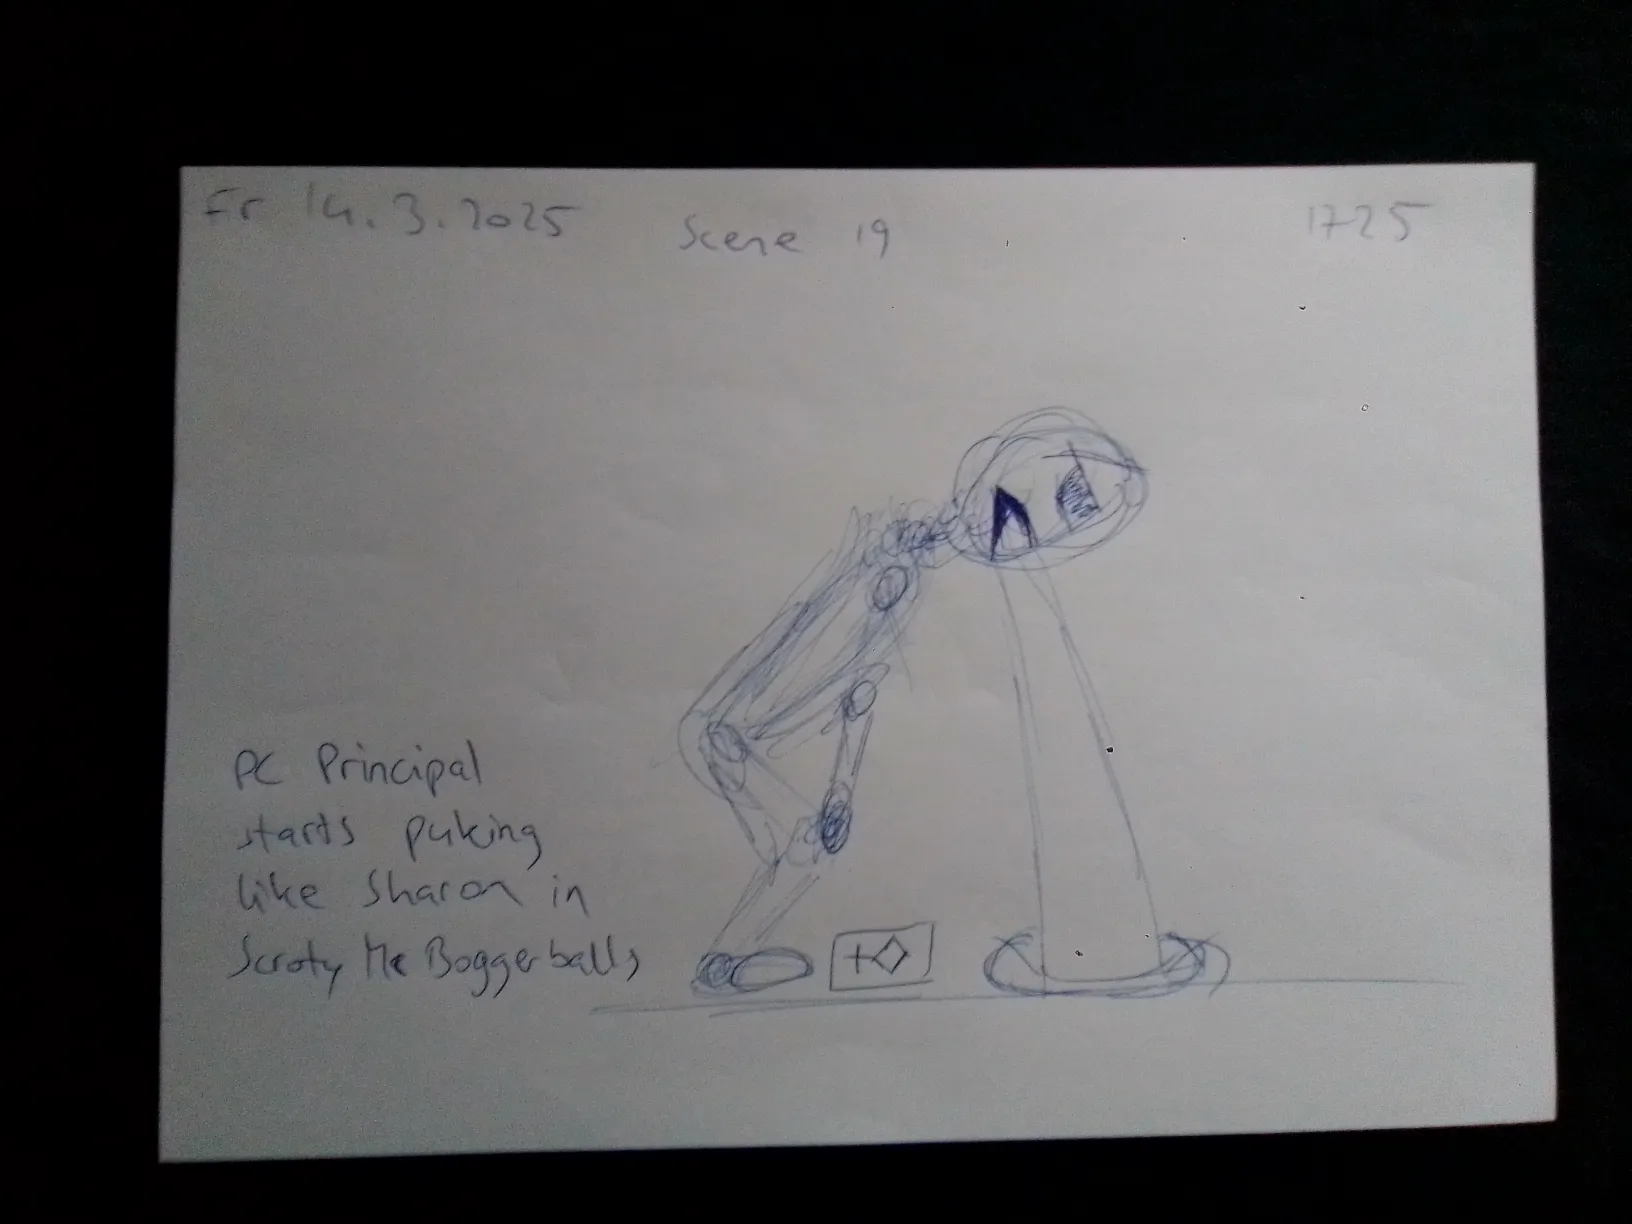 Fr 14.3.2025
Scene 19
1725
PC Principal
starts puking
like Sharon in
Scroty Mc Boggerballs